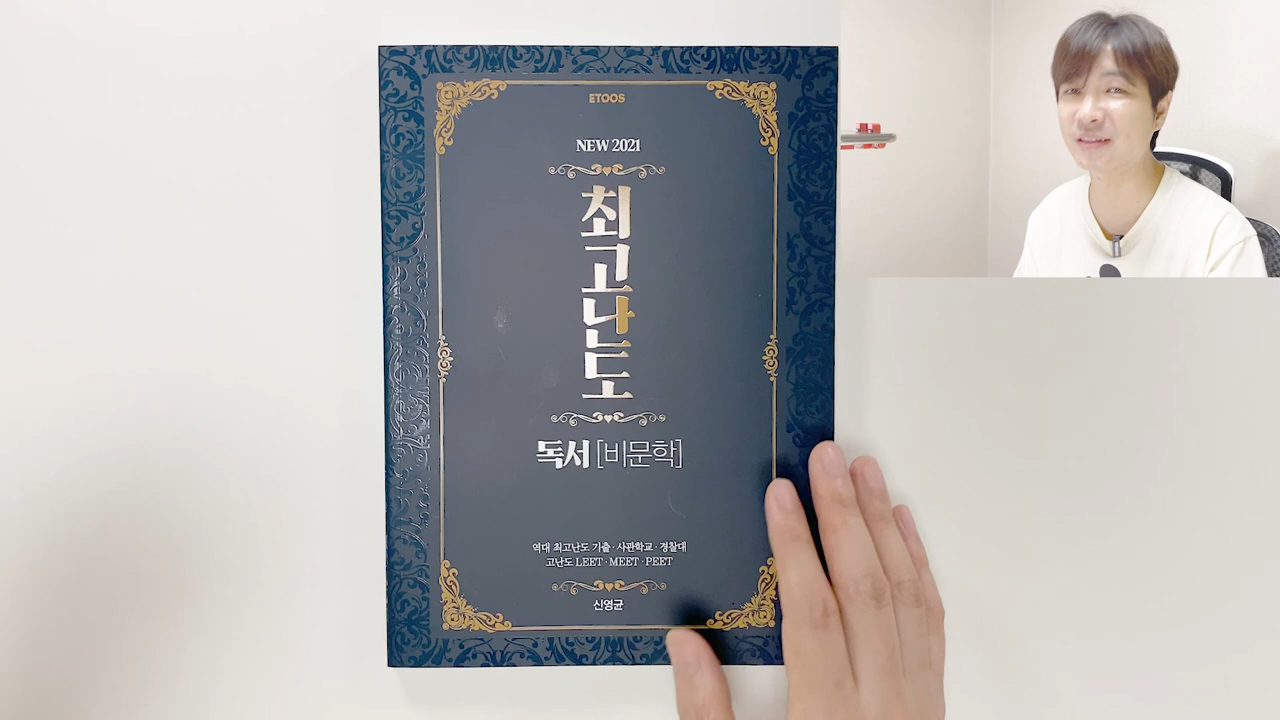 ETOOS
NEW 2021
최고난도
독서 [비문학]
역대 최고난도 기출 · 사관학교 · 경찰대
고난도 LEET · MEET · PEET
신영균